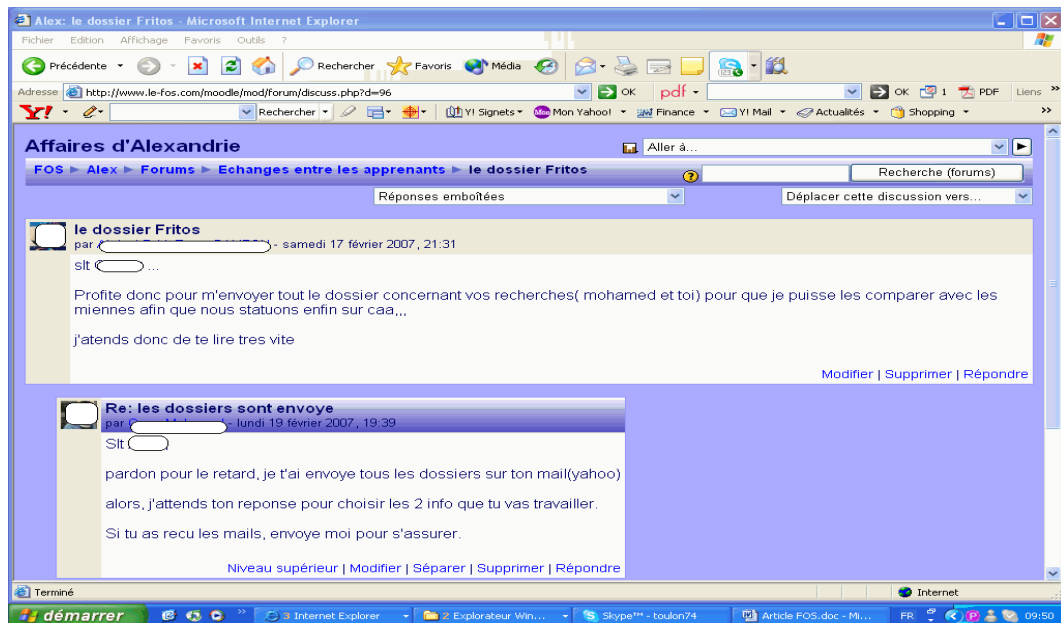 Alex: le dossier Fritos - Microsoft Internet Explorer
Fichier Edition Affichage Favoris Outils ?
Précédente Rechercher Favoris Média
Adresse http://www.le-fos.com/moodle/mod/forum/discuss.php?d=96 OK pdf - OK 1 PDF Liens »
Y! Rechercher Y! Signets Mon Yahoo! Finance Y! Mail Actualités Shopping »
Affaires d'Alexandrie Aller à...
FOS ► Alex ► Forums ► Echanges entre les apprenants ► le dossier Fritos ? Recherche (forums)
Réponses emboîtées Déplacer cette discussion vers...
le dossier Fritos
par - samedi 17 février 2007, 21:31
slt ...
Profite donc pour m'envoyer tout le dossier concernant vos recherches( mohamed et toi) pour que je puisse les comparer avec les
miennes afin que nous statuons enfin sur caa,,,
j'atends donc de te lire tres vite
Modifier | Supprimer | Répondre
Re: les dossiers sont envoye
par - lundi 19 février 2007, 19:39
Slt
pardon pour le retard, je t'ai envoye tous les dossiers sur ton mail(yahoo)
alors, j'attends ton reponse pour choisir les 2 info que tu vas travailler.
Si tu as recu les mails, envoye moi pour s'assurer.
Niveau supérieur | Modifier | Séparer | Supprimer | Répondre
Terminé Internet
démarrer » 3 Internet Explorer 2 Explorateur Win... Skype™ - toulon74 Article FOS.doc - Mi... FR 09:50